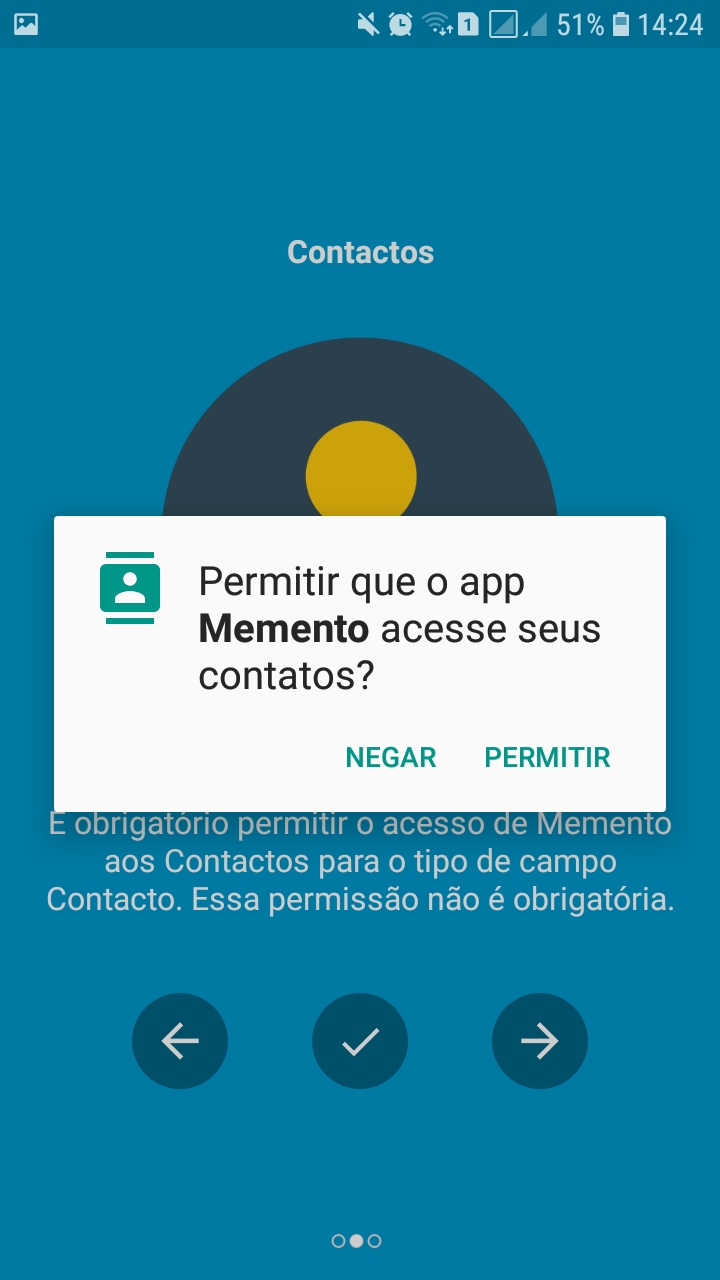 1 51% 14:24
Contactos
Permitir que o app
Memento acesse seus
contatos?
NEGAR PERMITIR
É obrigatório permitir o acesso de Memento
aos Contactos para o tipo de campo
Contacto. Essa permissão não é obrigatória.